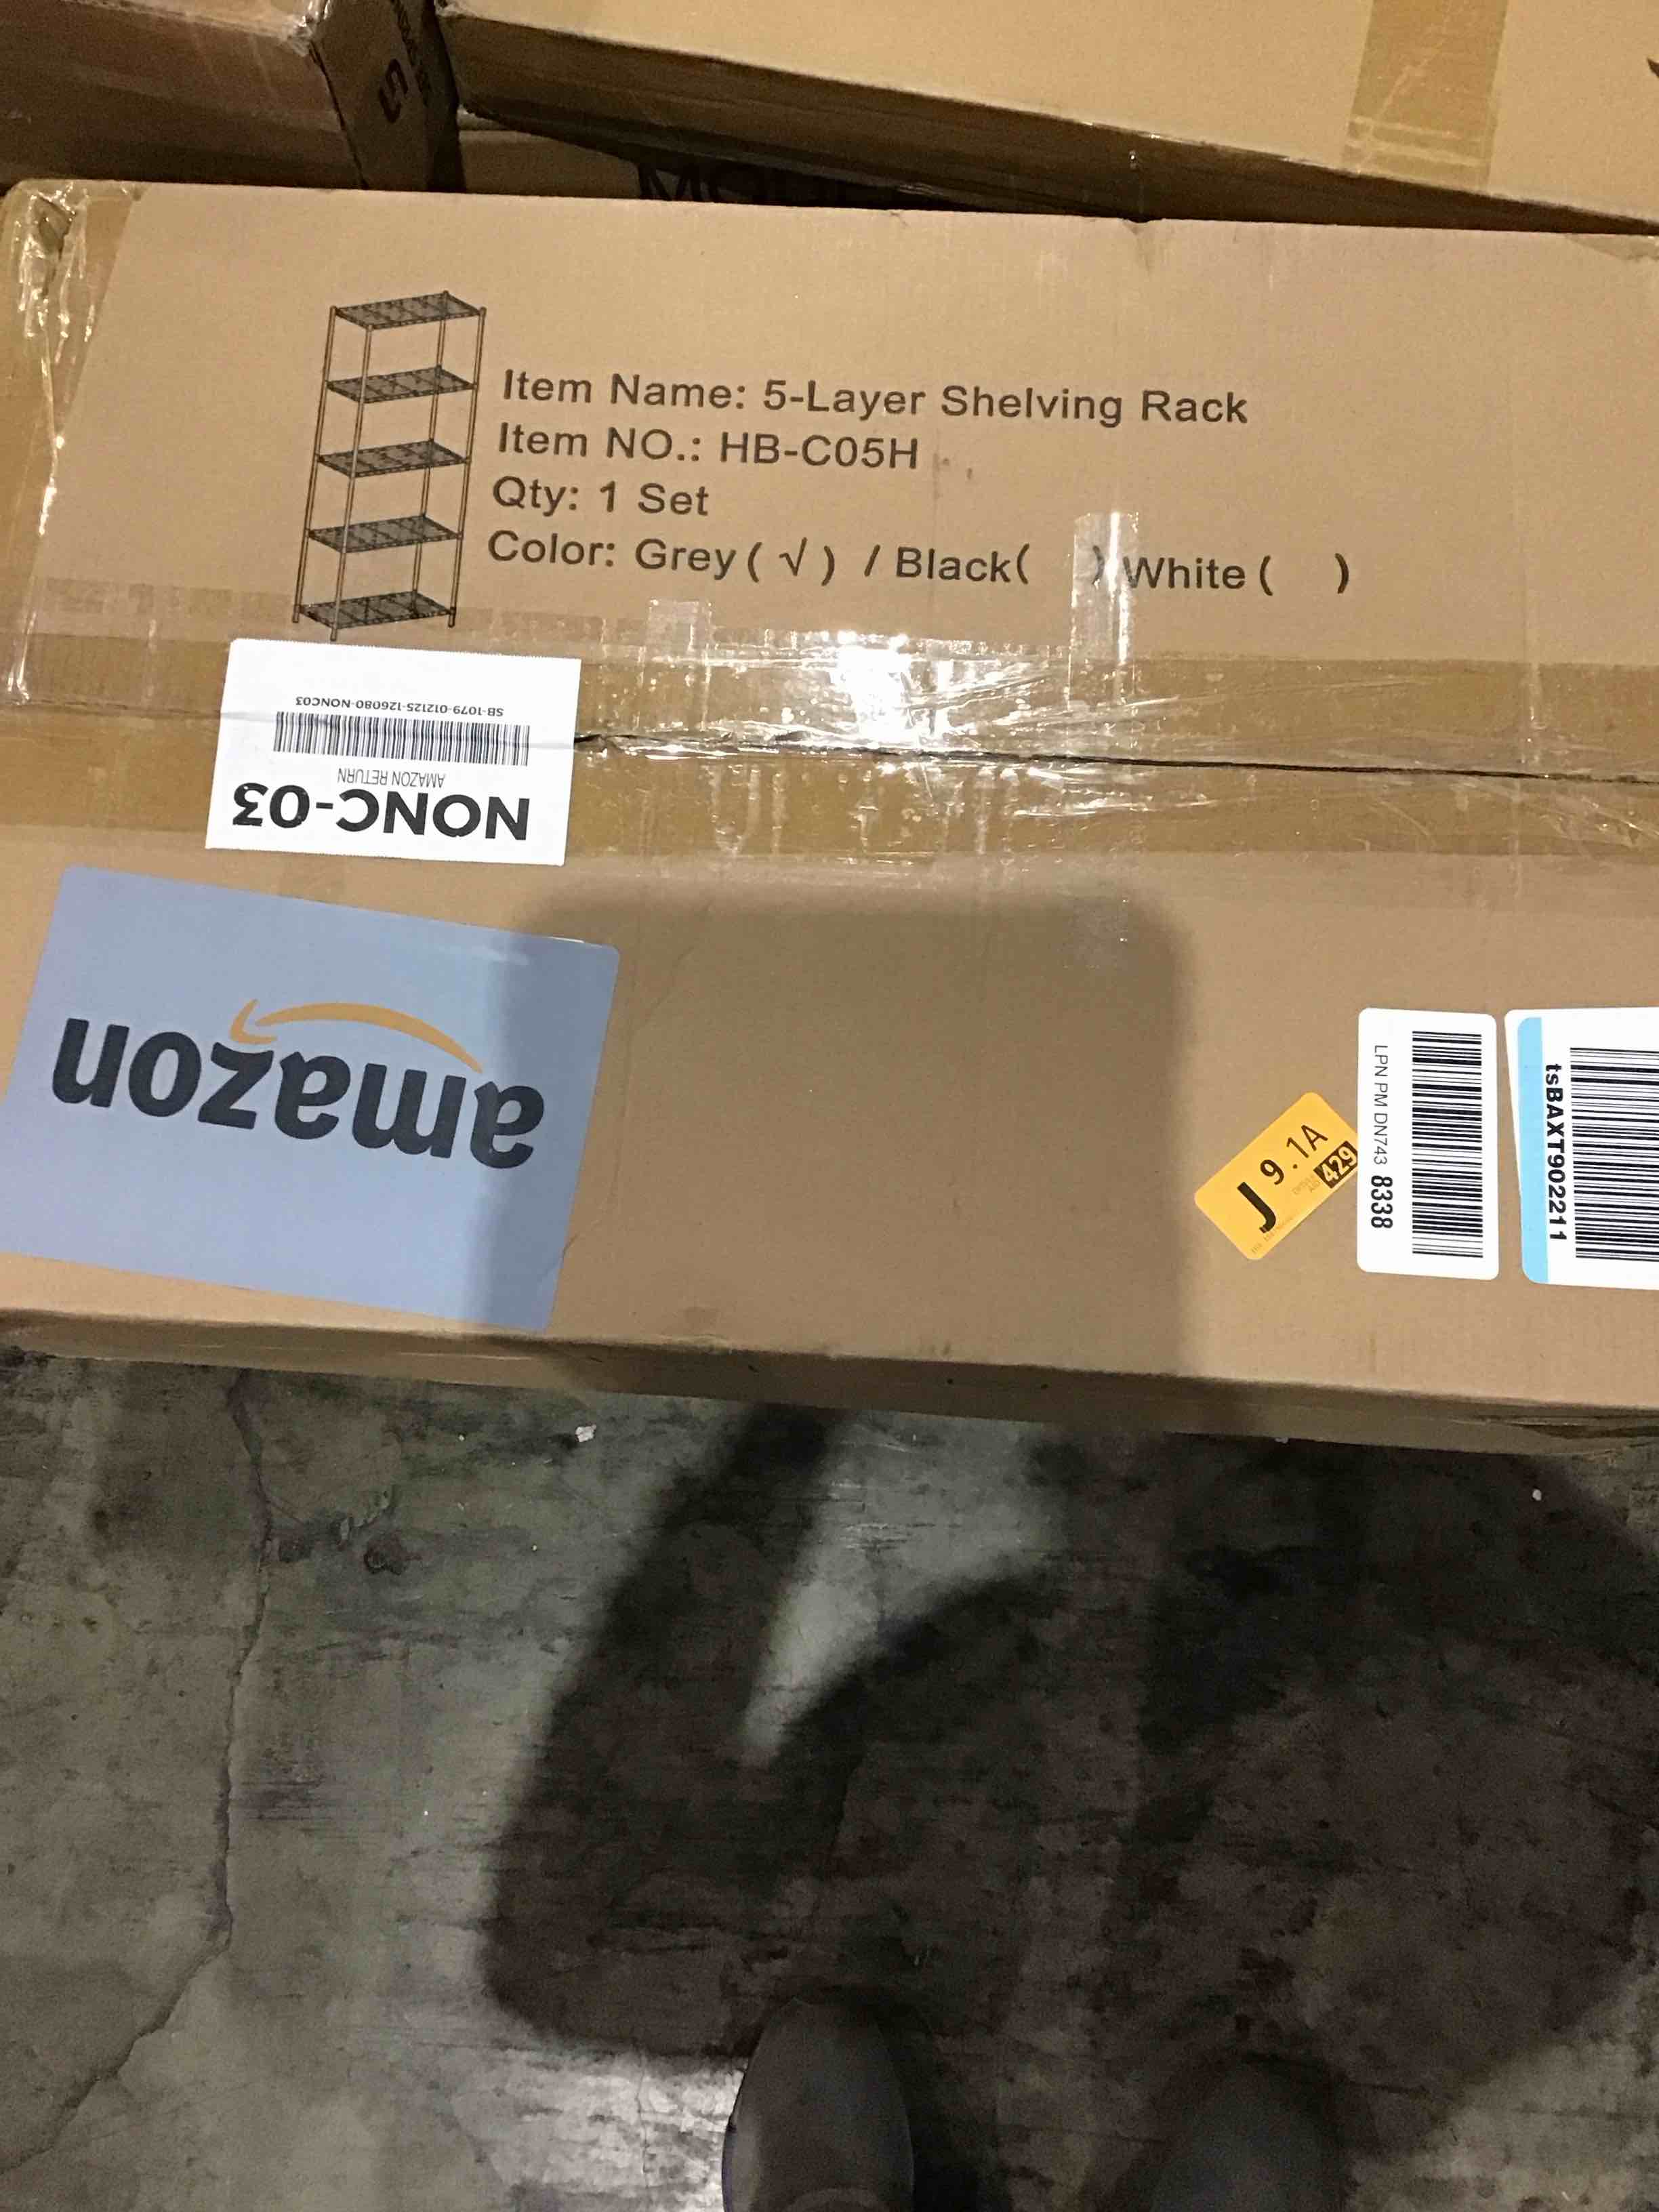 Item Name: 5-Layer Shelving Rack
Item NO.: HB-C05H
Qty: 1 Set
Color: Grey ( √ ) / Black( ) White ( )
NONC-03
AMAZON RETURN
SB-1079-012125-126080-NONC03
amazon
J 9 .1A
429
LPN PM DN743 8338
tsBAXT902211